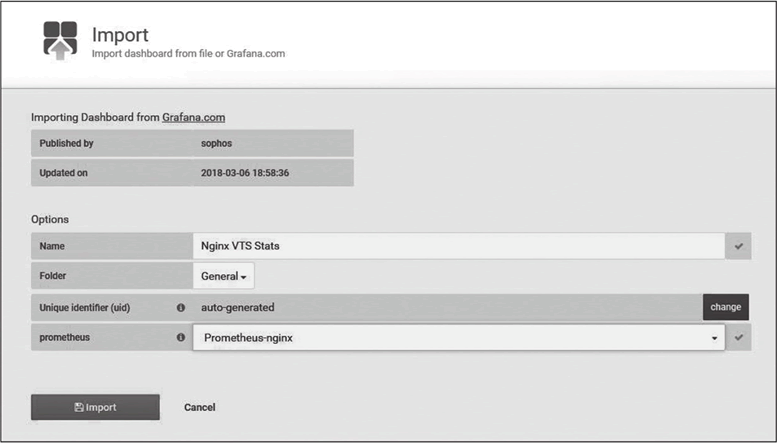 Import
Import dashboard from file or Grafana.com
Importing Dashboard from Grafana.com
Published by sophos
Updated on 2018-03-06 18:58:36
Options
Name Nginx VTS Stats
Folder General
Unique identifier (uid) auto-generated change
prometheus Prometheus-nginx
Import Cancel